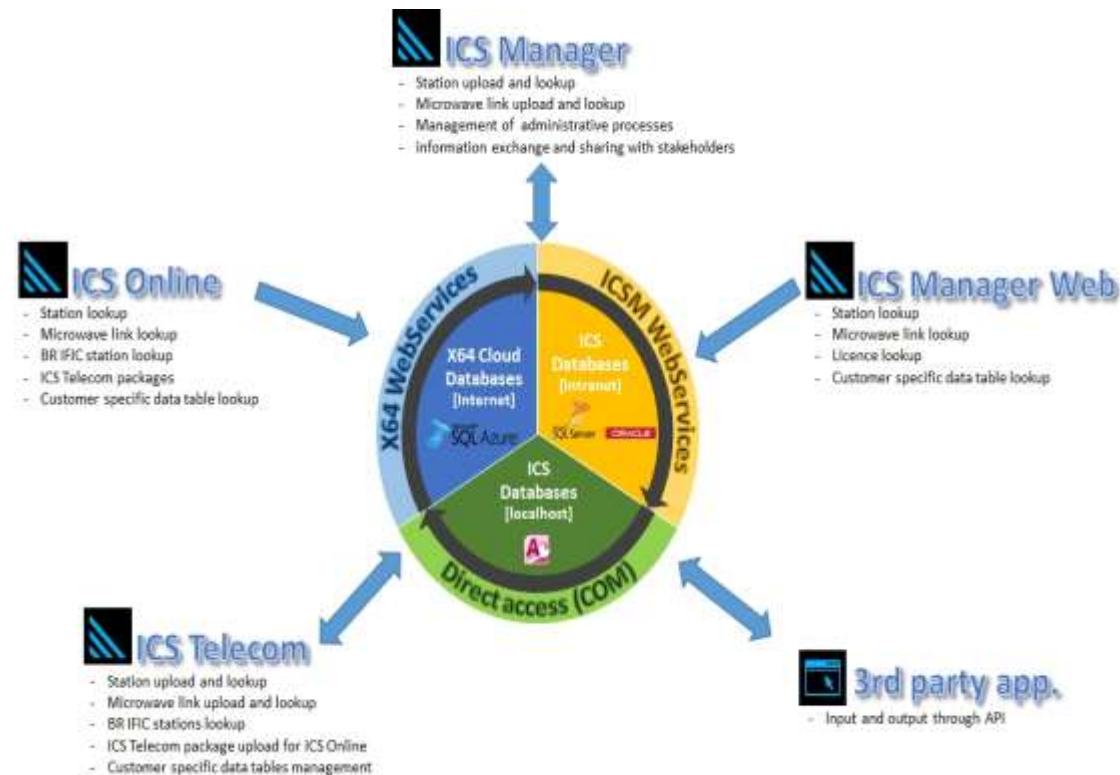 ICS Manager
- Station upload and lookup
- Microwave link upload and lookup
- Management of administrative processes
- information exchange and sharing with stakeholders
ICS Online
- Station lookup
- Microwave link lookup
- BR IFIC station lookup
- ICS Telecom packages
- Customer specific data table lookup
X64 WebServices
ICSM WebServices
Direct access (COM)
X64 Cloud
Databases
[Internet]
SQL Azure
ICS
Databases
[intranet]
SQL Server
ORACLE
ICS
Databases
[localhost]
A
ICS Manager Web
- Station lookup
- Microwave link lookup
- Licence lookup
- Customer specific data table lookup
ICS Telecom
- Station upload and lookup
- Microwave link upload and lookup
- BR IFIC stations lookup
- ICS Telecom package upload for ICS Online
- Customer specific data tables management
3rd party app.
- Input and output through API